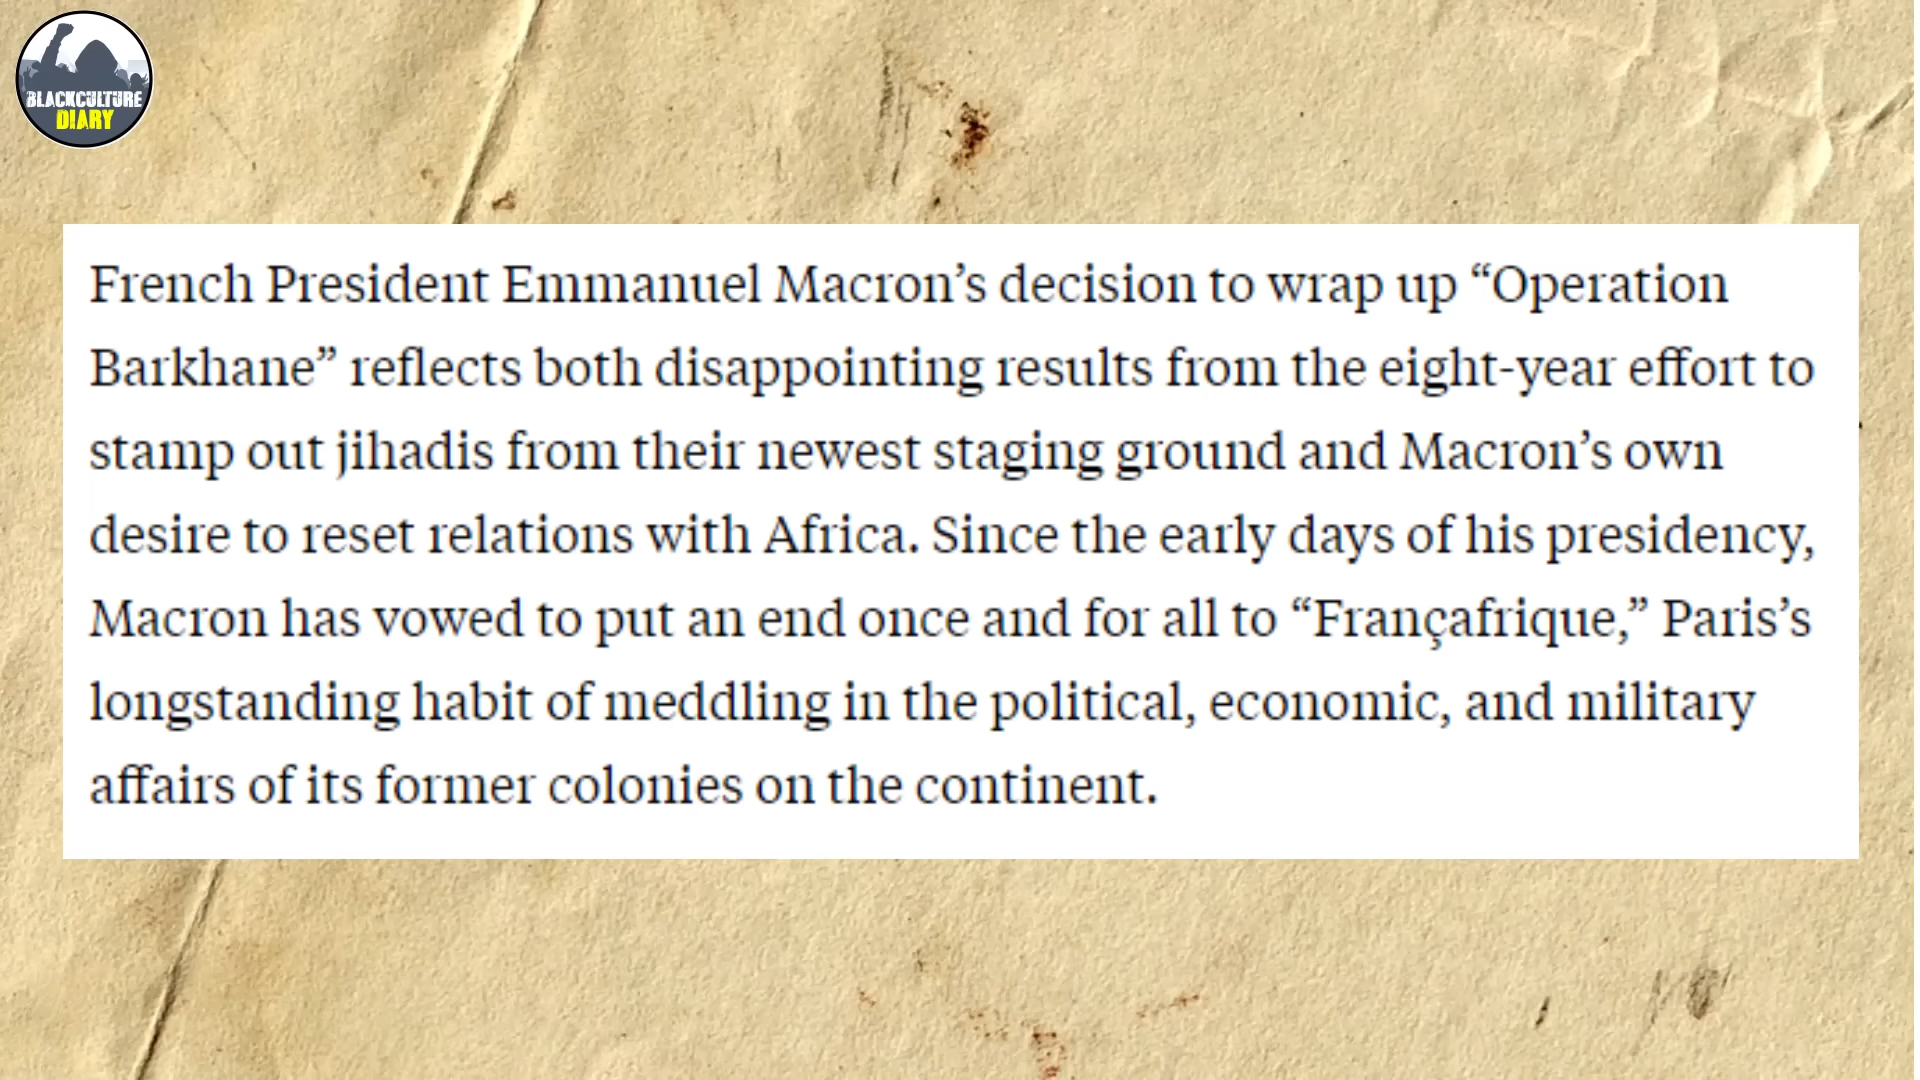 BLACKCULTURE
DIARY
French President Emmanuel Macron’s decision to wrap up “Operation
Barkhane” reflects both disappointing results from the eight-year effort to
stamp out jihadis from their newest staging ground and Macron’s own
desire to reset relations with Africa. Since the early days of his presidency,
Macron has vowed to put an end once and for all to “Françafrique,” Paris’s
longstanding habit of meddling in the political, economic, and military
affairs of its former colonies on the continent.